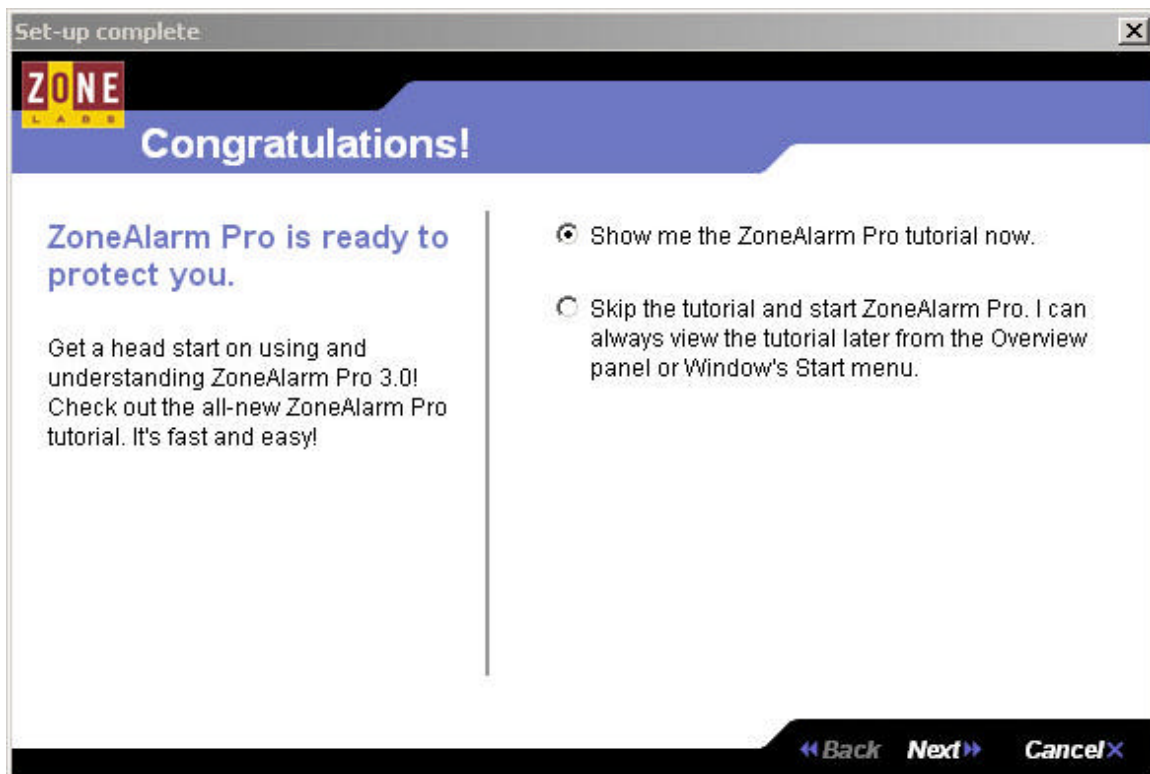 Set-up complete
ZONE
LABS
Congratulations!
ZoneAlarm Pro is ready to
protect you.
Get a head start on using and
understanding ZoneAlarm Pro 3.0!
Check out the all-new ZoneAlarm Pro
tutorial. It's fast and easy!
Show me the ZoneAlarm Pro tutorial now.
Skip the tutorial and start ZoneAlarm Pro. I can
always view the tutorial later from the Overview
panel or Window's Start menu.
Back Next Cancel